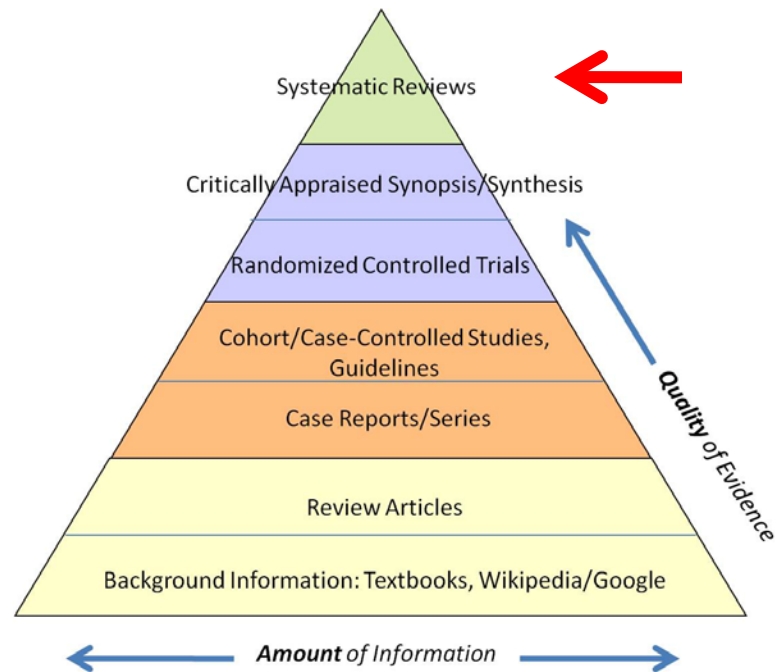 Systematic Reviews
Critically Appraised Synopsis/Synthesis
Randomized Controlled Trials
Cohort/Case-Controlled Studies,
Guidelines
Case Reports/Series
Review Articles
Background Information: Textbooks, Wikipedia/Google
Quality of Evidence
Amount of Information